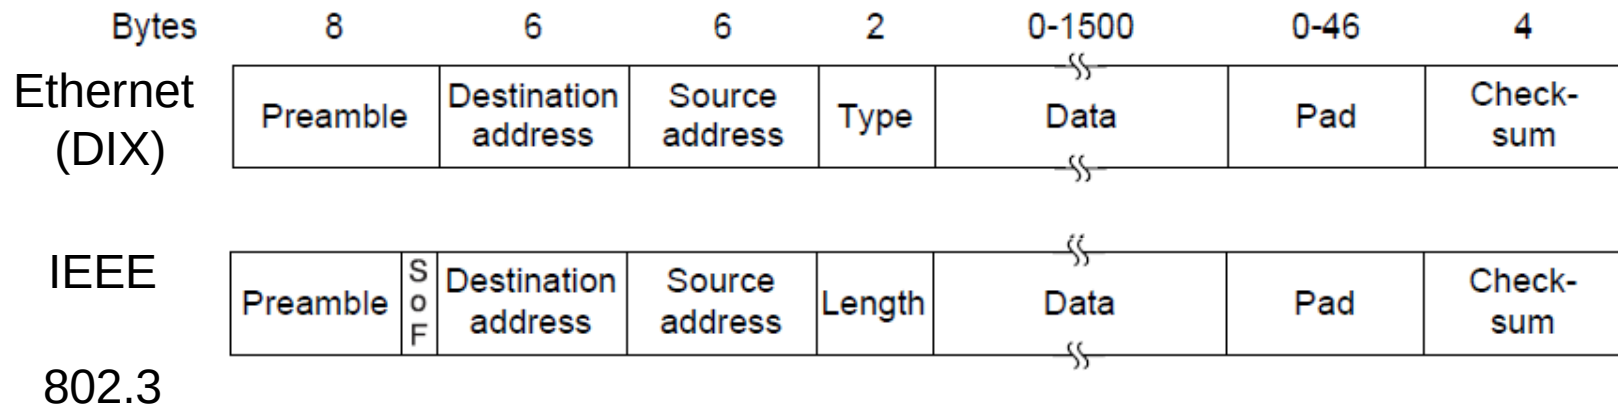 Bytes 8 6 6 2 0-1500 0-46 4
Ethernet
(DIX)
Preamble
Destination
address
Source
address
Type
Data
Pad
Check-
sum
IEEE
802.3
Preamble
S
o
F
Destination
address
Source
address
Length
Data
Pad
Check-
sum